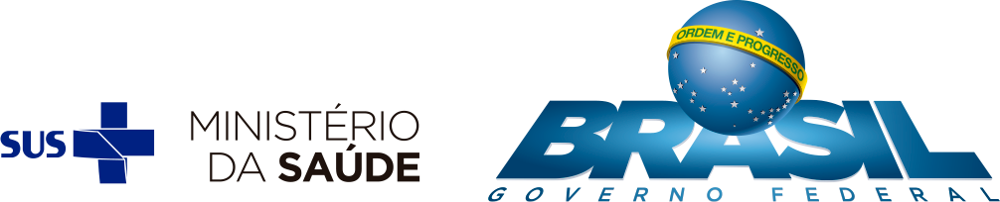 SUS
MINISTÉRIO
DA SAÚDE
ORDEM E PROGRESSO
BRASIL
GOVERNO FEDERAL